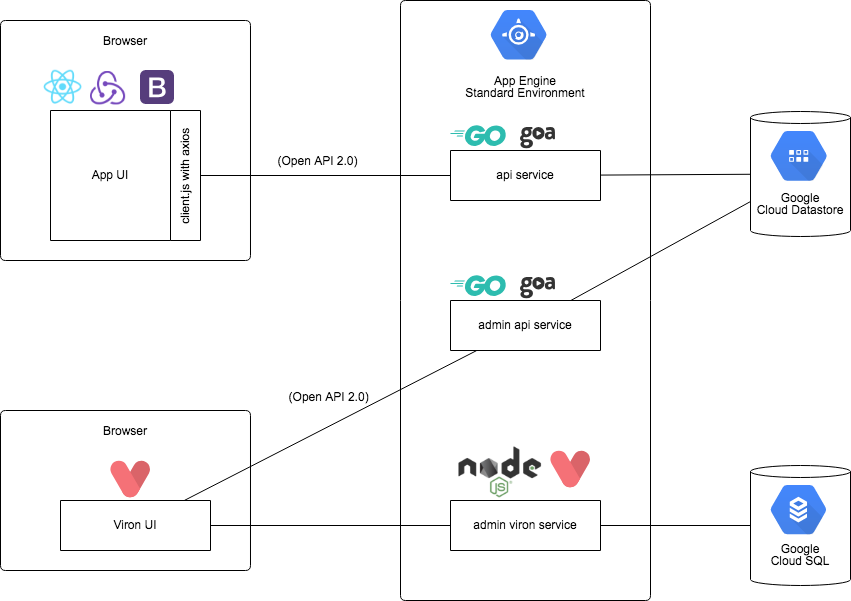 Browser
B
App UI
client.js with axios
(Open API 2.0)
App Engine
Standard Environment
GO
goa
api service
Google
Cloud Datastore
GO
goa
admin api service
(Open API 2.0)
Browser
Viron UI
node
JS
admin viron service
Google
Cloud SQL